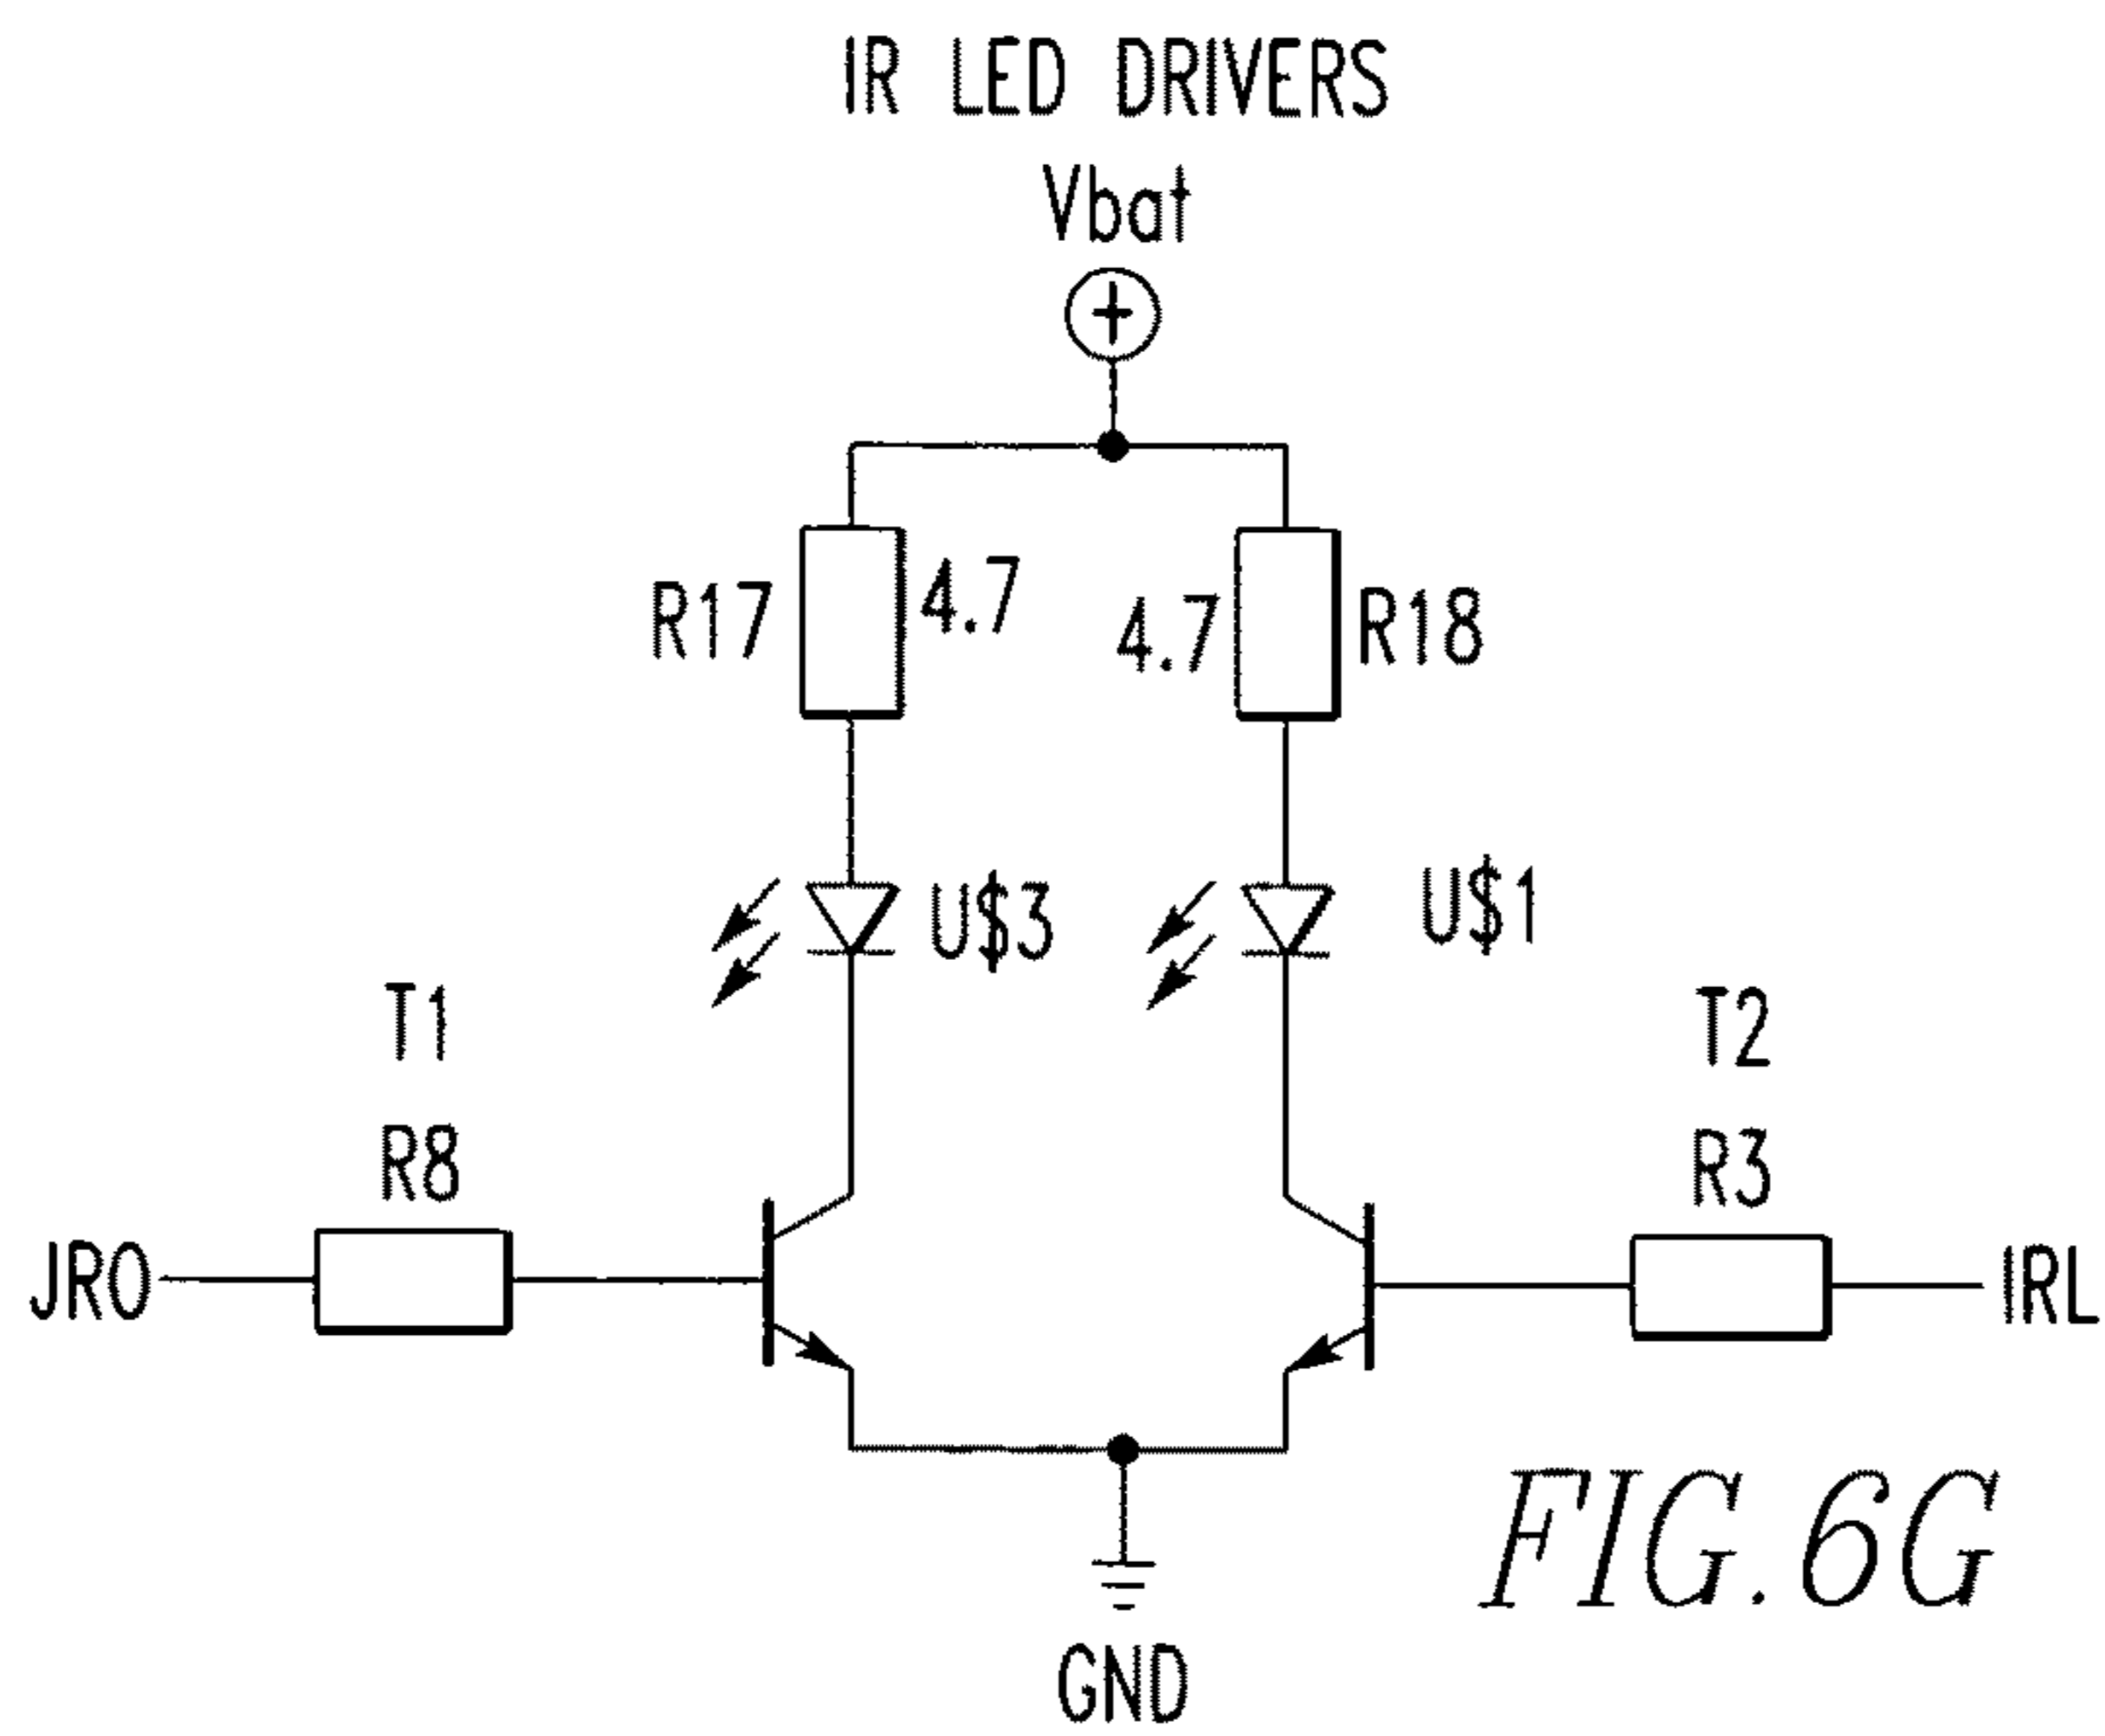 IR LED DRIVERS
Vbat
+
R17
4.7
4.7
R18
U$3
U$1
T1
T2
R8
R3
JRO
IRL
FIG. 6G
GND